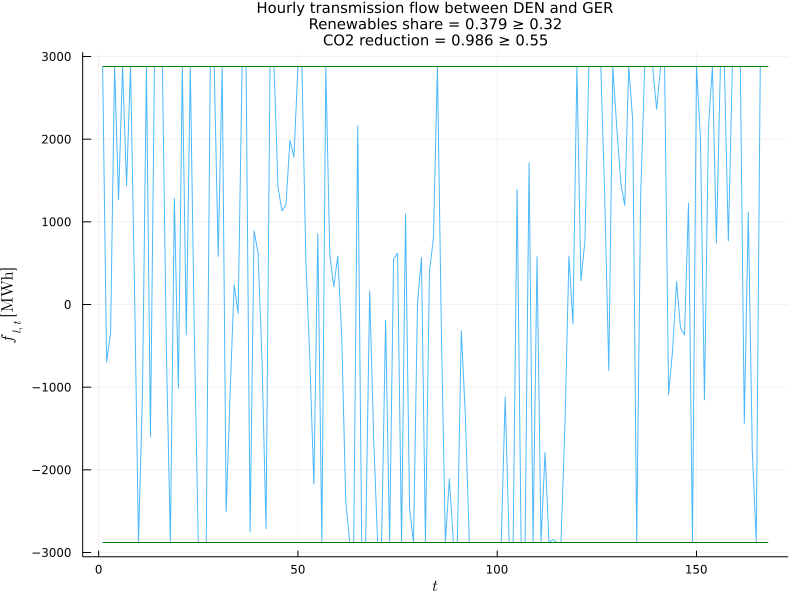 Hourly transmission flow between DEN and GER
Renewables share = 0.379 ≥ 0.32
CO2 reduction = 0.986 ≥ 0.55
3000
2000
1000
0
−1000
−2000
−3000
f l,t [MWh]
0 50 100 150
t